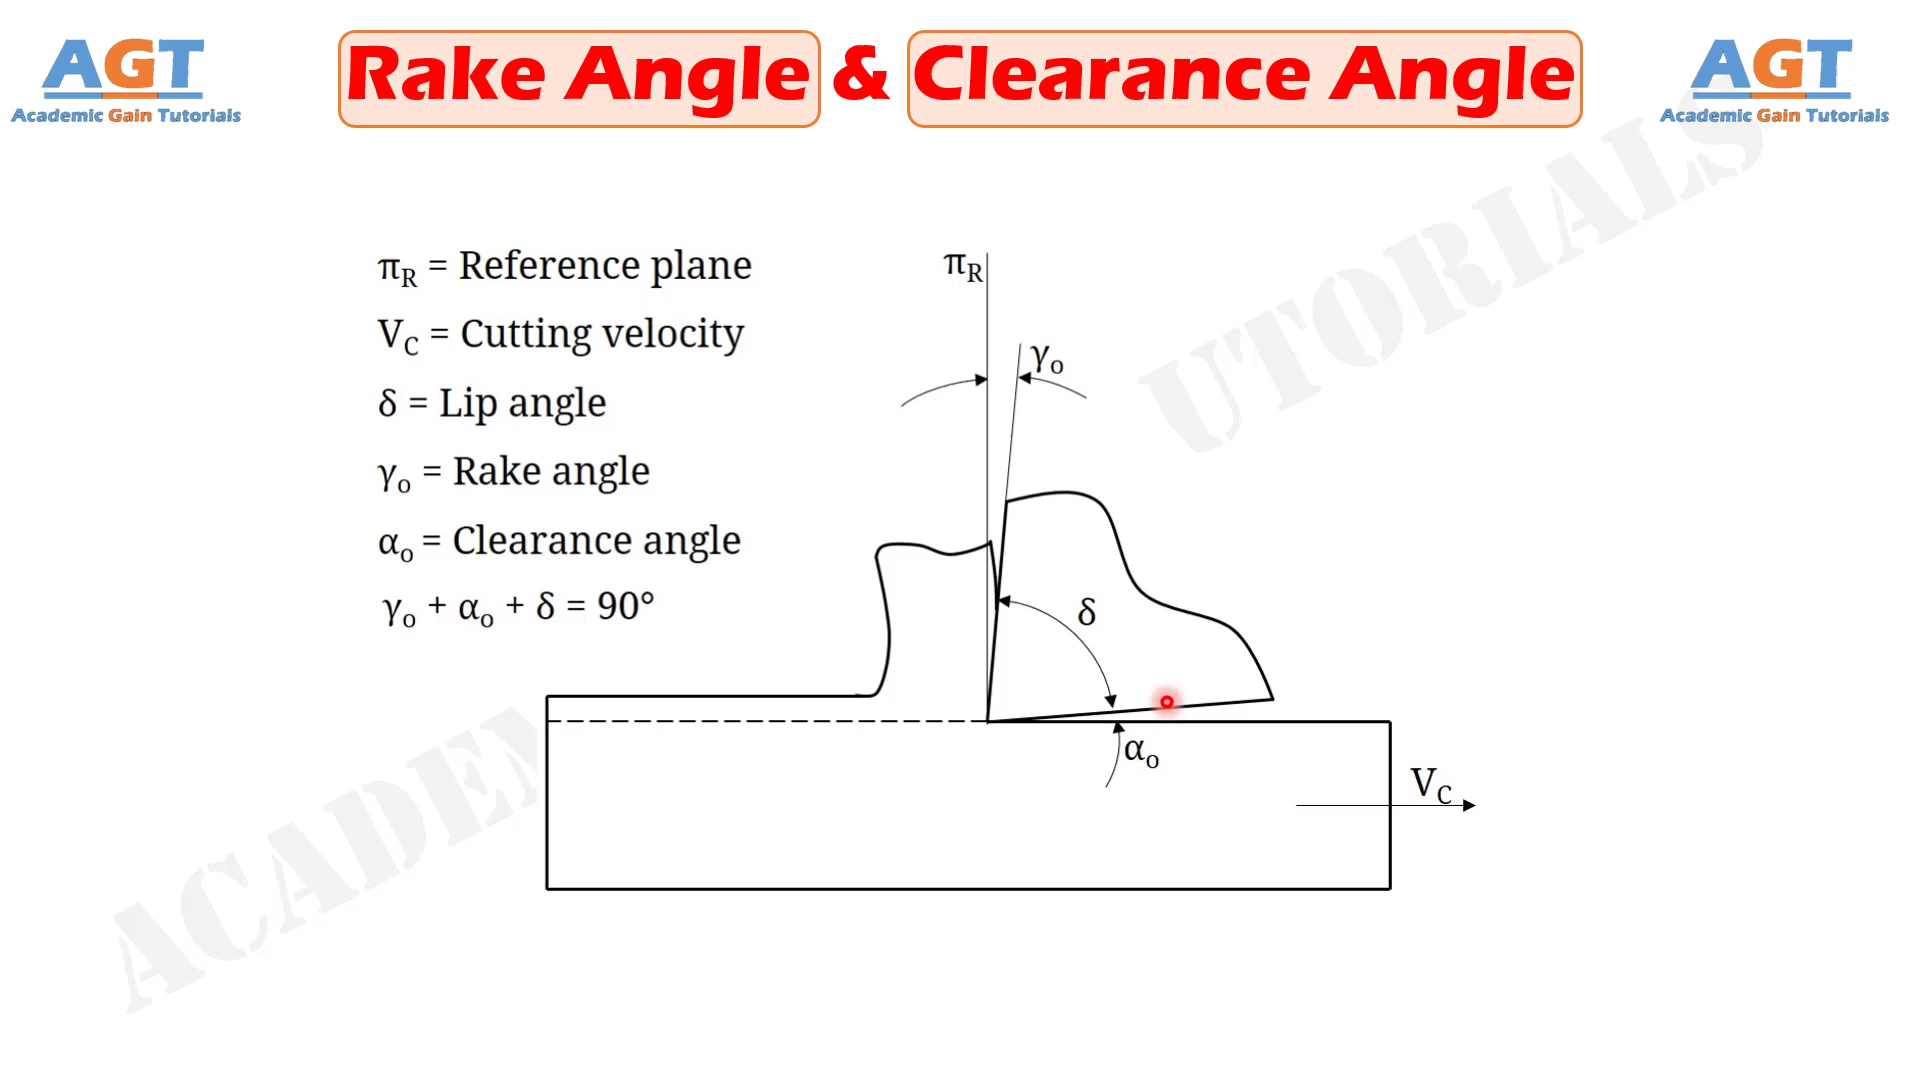 AGT
Academic Gain Tutorials
Rake Angle & Clearance Angle
AGT
Academic Gain Tutorials
πR = Reference plane
VC = Cutting velocity
δ = Lip angle
γo = Rake angle
αo = Clearance angle
γo + αo + δ = 90°
πR
γo
δ
αo
VC
ACADEM
UTORIALS